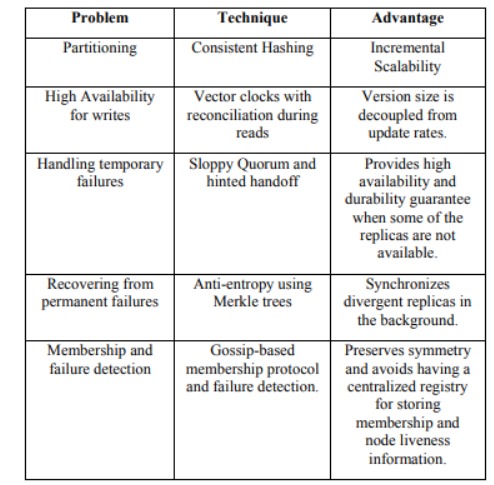 Problem
Technique
Advantage
Partitioning
Consistent Hashing
Incremental
Scalability
High Availability
for writes
Vector clocks with
reconciliation during
reads
Version size is
decoupled from
update rates.
Handling temporary
failures
Sloppy Quorum and
hinted handoff
Provides high
availability and
durability guarantee
when some of the
replicas are not
available.
Recovering from
permanent failures
Anti-entropy using
Merkle trees
Synchronizes
divergent replicas in
the background.
Membership and
failure detection
Gossip-based
membership protocol
and failure detection.
Preserves symmetry
and avoids having a
centralized registry
for storing
membership and
node liveness
information.